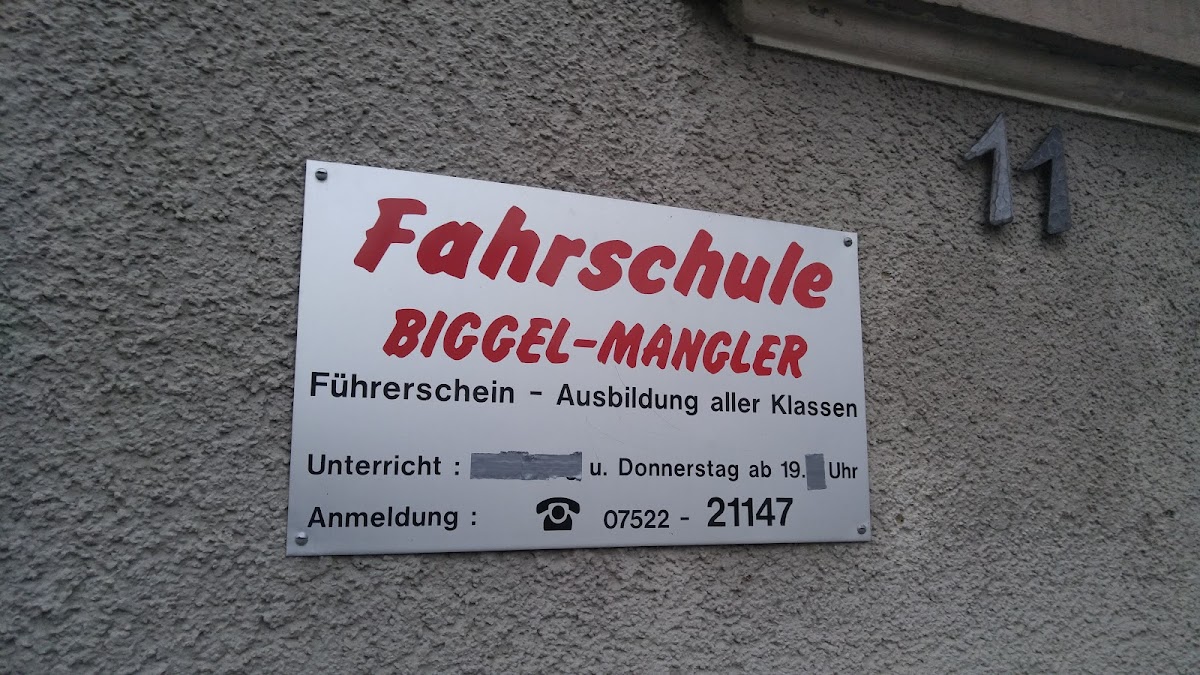 11
Fahrschule
BIGGEL-MANGLER
Führerschein - Ausbildung aller Klassen
Unterricht : u. Donnerstag ab 19. Uhr
Anmeldung : ☎ 07522 - 21147